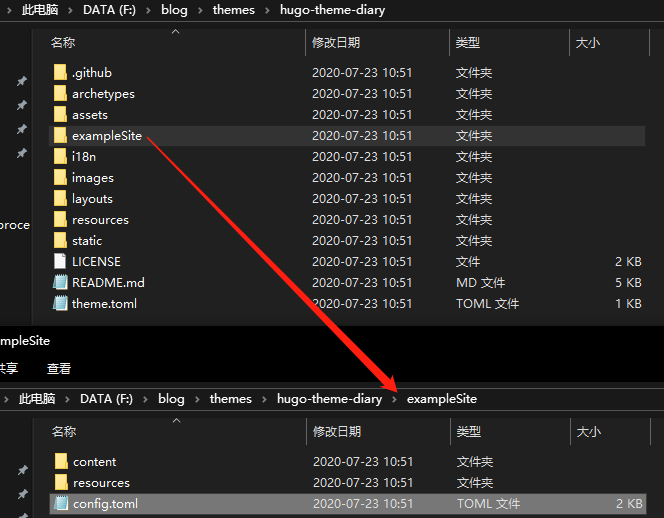 此电脑 › DATA (F:) › blog › themes › hugo-theme-diary
名称 修改日期 类型 大小
.github 2020-07-23 10:51 文件夹
archetypes 2020-07-23 10:51 文件夹
assets 2020-07-23 10:51 文件夹
exampleSite 2020-07-23 10:51 文件夹
i18n 2020-07-23 10:51 文件夹
images 2020-07-23 10:51 文件夹
layouts 2020-07-23 10:51 文件夹
resources 2020-07-23 10:51 文件夹
proce
static 2020-07-23 10:51 文件夹
LICENSE 2020-07-23 10:51 文件 2 KB
README.md 2020-07-23 10:51 MD 文件 5 KB
theme.toml 2020-07-23 10:51 TOML 文件 1 KB
mpleSite
共享 查看
此电脑 › DATA (F:) › blog › themes › hugo-theme-diary › exampleSite
名称 修改日期 类型 大小
content 2020-07-23 10:51 文件夹
resources 2020-07-23 10:51 文件夹
config.toml 2020-07-23 10:51 TOML 文件 2 KB